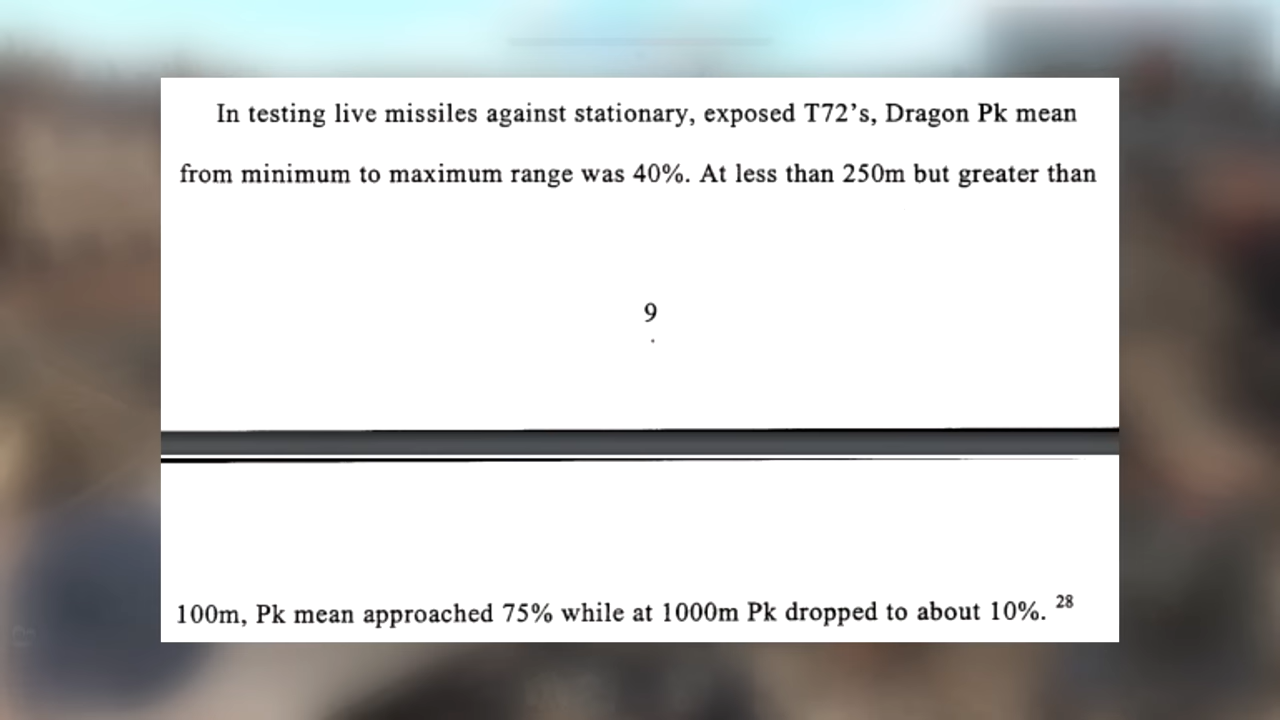 In testing live missiles against stationary, exposed T72’s, Dragon Pk mean
from minimum to maximum range was 40%. At less than 250m but greater than
9
100m, Pk mean approached 75% while at 1000m Pk dropped to about 10%. 28